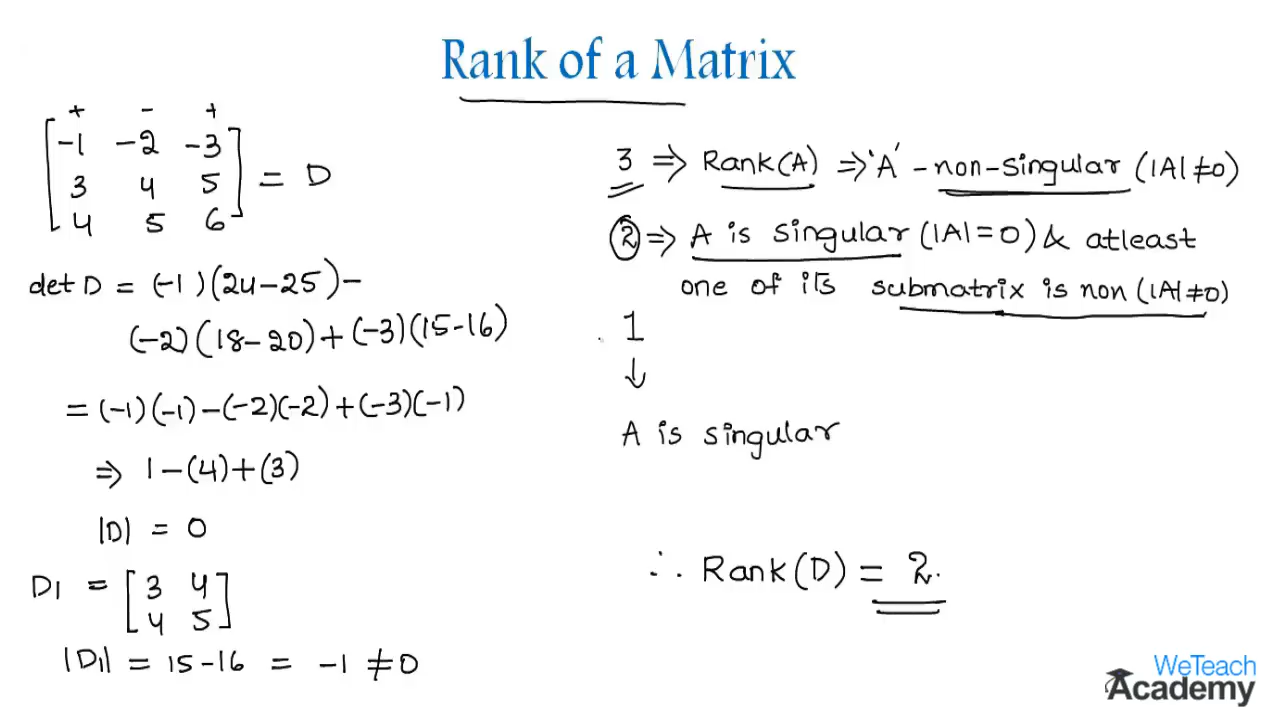 Rank of a Matrix
+ - +
[-1 -2 -3
3 4 5
4 5 6] = D
det D = (-1)(24-25) -
(-2)(18-20) + (-3)(15-16)
= (-1)(-1) - (-2)(-2) + (-3)(-1)
⇒ 1 - (4) + (3)
|D| = 0
D1 = [3 4
4 5]
|D1| = 15-16 = -1 ≠ 0
3 ⇒ Rank(A) ⇒ 'A' - non-singular (|A| ≠ 0)
2 ⇒ A is singular (|A| = 0) & atleast
one of its submatrix is non (|A| ≠ 0)
1
↓
A is singular
∴ Rank(D) = 2.
WeTeach
Academy